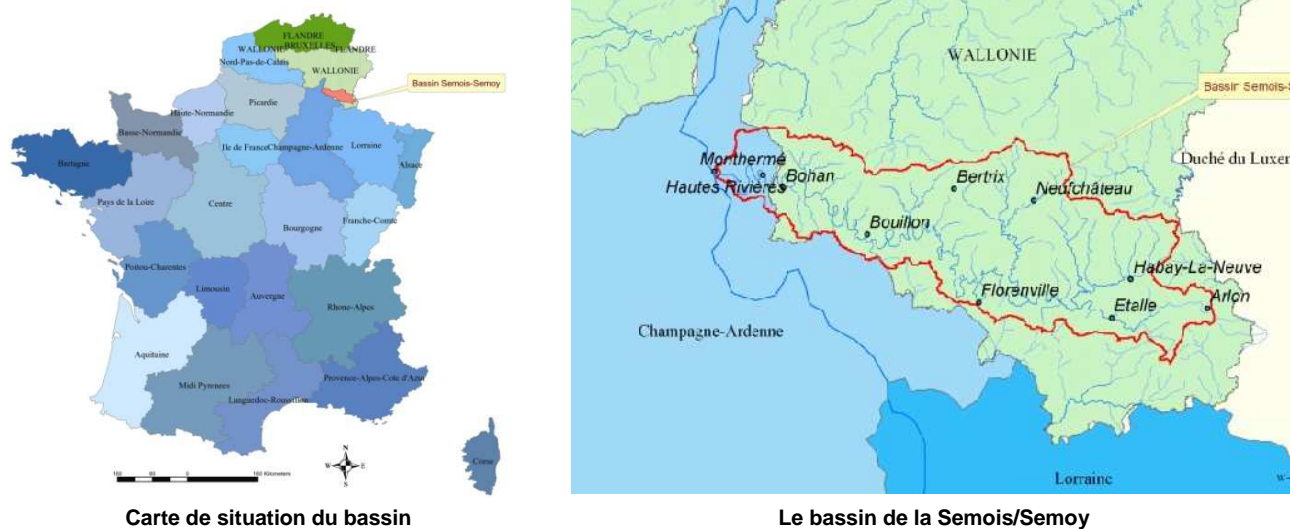 FLANDRE
BRUXELLES
WALLONIE
FLANDRE
Nord-Pas-de-Calais
WALLONIE
Bassin Semois-Semoy
Picardie
Haute-Normandie
Basse-Normandie
Ile de France
Champagne-Ardenne
Lorraine
Alsace
Bretagne
Pays de la Loire
Centre
Bourgogne
Franche-Comte
Poitou-Charentes
Limousin
Auvergne
Rhone-Alpes
Aquitaine
Midi Pyrenees
Languedoc-Roussillon
Provence-Alpes-Cote d'Azur
Corse
N
W E
S
Kilometers
Carte de situation du bassin
WALLONIE
Bassin Semois-S
Duché du Luxem
Monthermé
Hautes Rivières
Bohan
Bertrix
Neufchâteau
Bouillon
Habay-La-Neuve
Florenville
Etalle
Arlon
Champagne-Ardenne
Lorraine
W
Le bassin de la Semois/Semoy